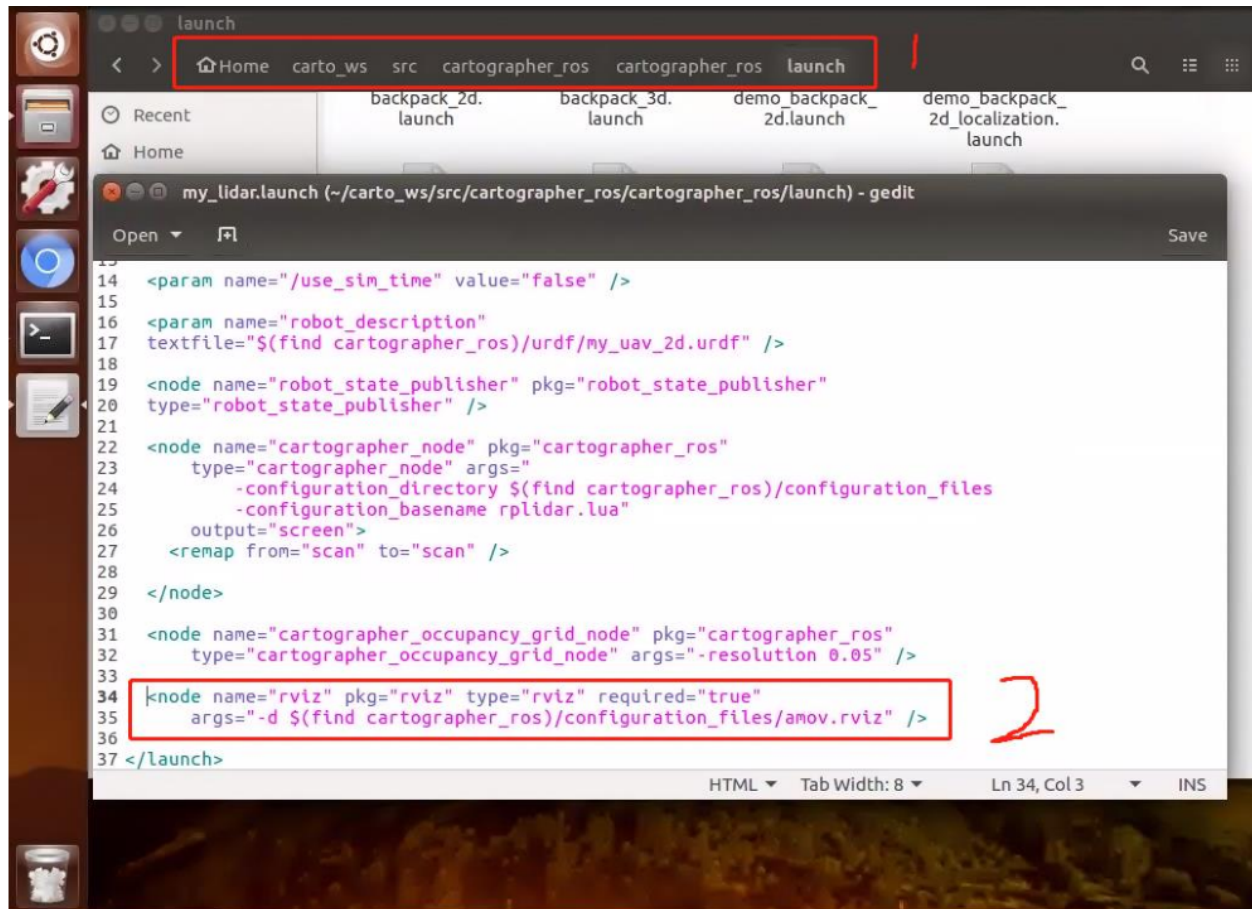 launch
Home carto_ws src cartographer_ros cartographer_ros launch
1
Recent
Home
backpack_2d. backpack_3d. demo_backpack_ demo_backpack_
launch launch 2d.launch 2d_localization.
launch
my_lidar.launch (~/carto_ws/src/cartographer_ros/cartographer_ros/launch) - gedit
Open Save
14 <param name="/use_sim_time" value="false" />
15
16 <param name="robot_description"
17 textfile="$(find cartographer_ros)/urdf/my_uav_2d.urdf" />
18
19 <node name="robot_state_publisher" pkg="robot_state_publisher"
20 type="robot_state_publisher" />
21
22 <node name="cartographer_node" pkg="cartographer_ros"
23 type="cartographer_node" args="
24 -configuration_directory $(find cartographer_ros)/configuration_files
25 -configuration_basename rplidar.lua"
26 output="screen">
27 <remap from="scan" to="scan" />
28
29 </node>
30
31 <node name="cartographer_occupancy_grid_node" pkg="cartographer_ros"
32 type="cartographer_occupancy_grid_node" args="-resolution 0.05" />
33
34 <node name="rviz" pkg="rviz" type="rviz" required="true"
35 args="-d $(find cartographer_ros)/configuration_files/amov.rviz" />
36
2
37 </launch>
HTML Tab Width: 8 Ln 34, Col 3 INS